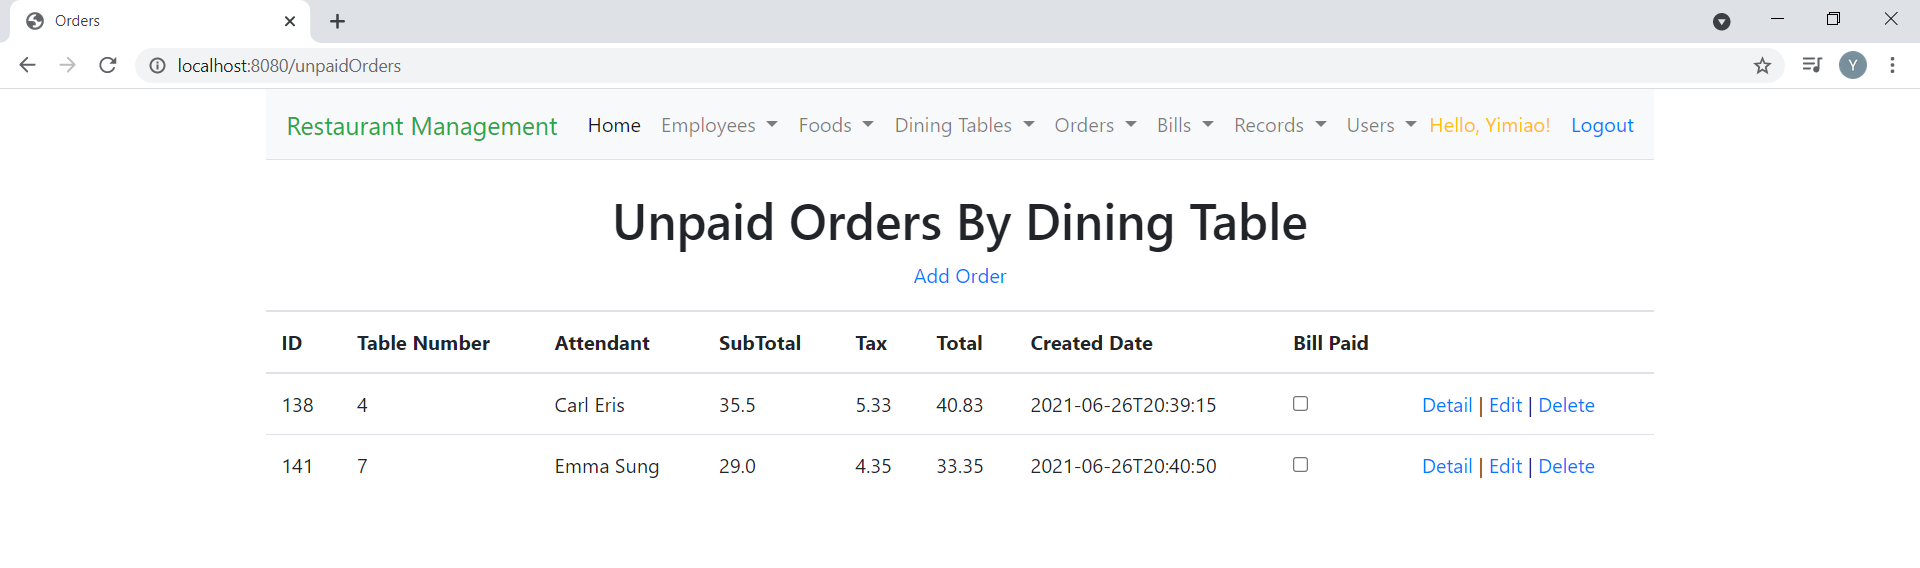 Orders
localhost:8080/unpaidOrders
Y
Restaurant Management Home Employees Foods Dining Tables Orders Bills Records Users Hello, Yimiao! Logout
Unpaid Orders By Dining Table
Add Order
ID Table Number Attendant SubTotal Tax Total Created Date Bill Paid
138 4 Carl Eris 35.5 5.33 40.83 2021-06-26T20:39:15 Detail | Edit | Delete
141 7 Emma Sung 29.0 4.35 33.35 2021-06-26T20:40:50 Detail | Edit | Delete